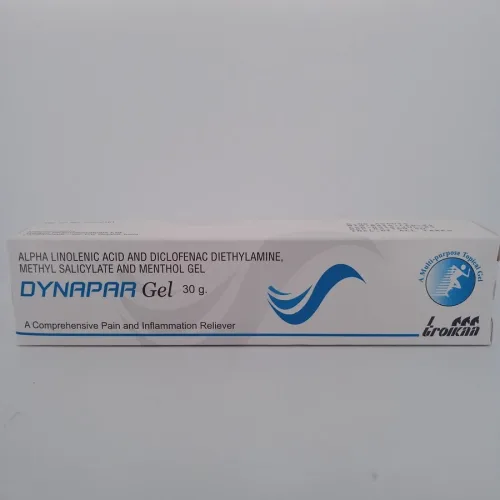 ALPHA LINOLENIC ACID AND DICLOFENAC DIETHYLAMINE,
METHYL SALICYLATE AND MENTHOL GEL
DYNAPAR Gel 30 g.
A Comprehensive Pain and Inflammation Reliever
A Multi-purpose Topical Gel
troikaa